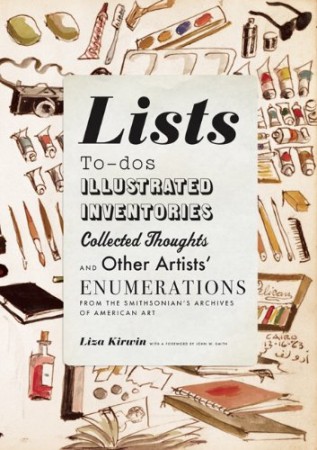 Lists
To-dos
ILLUSTRATED
INVENTORIES
Collected Thoughts
AND Other Artists'
ENUMERATIONS
FROM THE SMITHSONIAN'S ARCHIVES
OF AMERICAN ART
Liza Kirwin WITH A FOREWORD BY JOHN W. SMITH
Pelikan
CAIRO